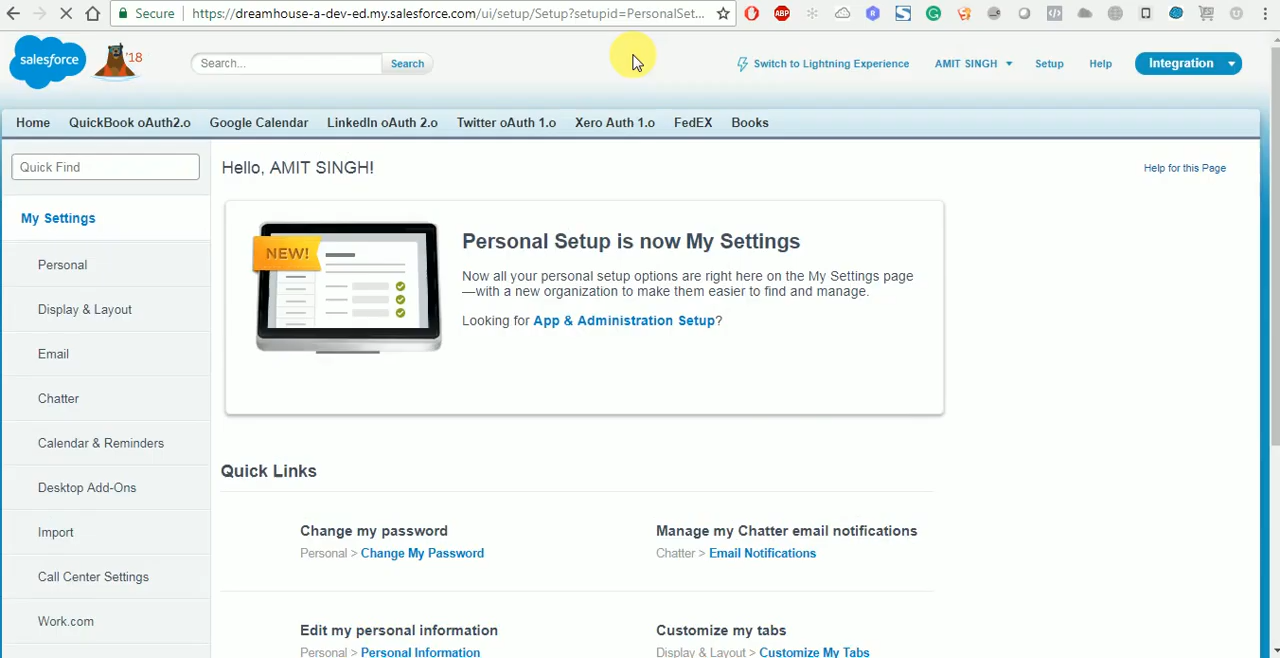 Secure https://dreamhouse-a-dev-ed.my.salesforce.com/ui/setup/Setup?setupid=PersonalSet...
ABP
salesforce '18 Search... Search Switch to Lightning Experience AMIT SINGH Setup Help Integration
Home QuickBook oAuth2.o Google Calendar LinkedIn oAuth 2.o Twitter oAuth 1.o Xero Auth 1.o FedEX Books
Quick Find
My Settings
Personal
Display & Layout
Email
Chatter
Calendar & Reminders
Desktop Add-Ons
Import
Call Center Settings
Work.com
Hello, AMIT SINGH!
Help for this Page
NEW!
Personal Setup is now My Settings
Now all your personal setup options are right here on the My Settings page
—with a new organization to make them easier to find and manage.
Looking for App & Administration Setup?
Quick Links
Change my password
Personal > Change My Password
Manage my Chatter email notifications
Chatter > Email Notifications
Edit my personal information
Personal > Personal Information
Customize my tabs
Display & Layout > Customize My Tabs